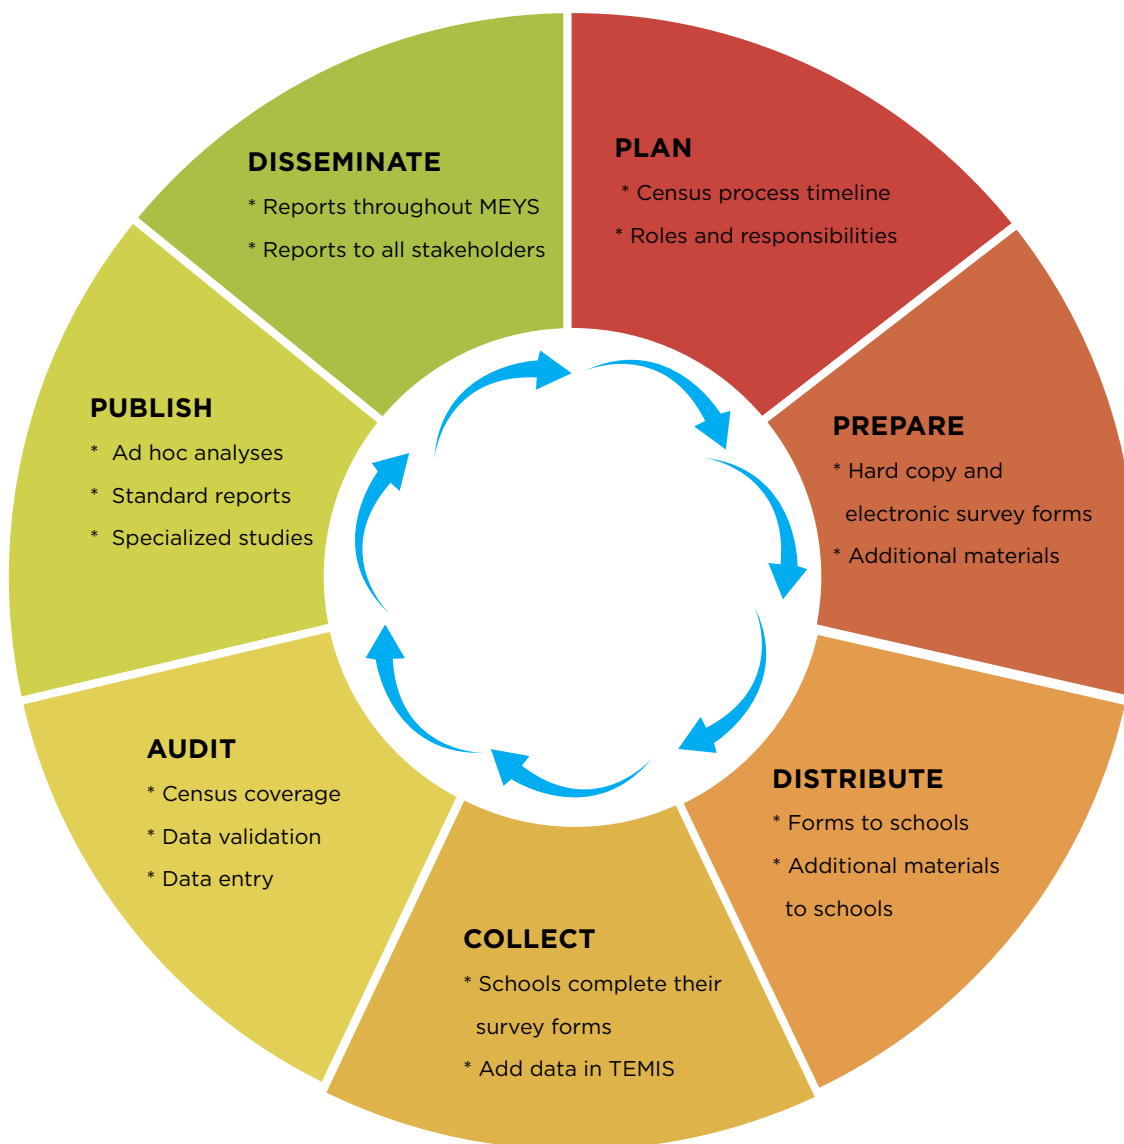 PLAN
* Census process timeline
* Roles and responsibilities
PREPARE
* Hard copy and
electronic survey forms
* Additional materials
DISTRIBUTE
* Forms to schools
* Additional materials
to schools
COLLECT
* Schools complete their
survey forms
* Add data in TEMIS
AUDIT
* Census coverage
* Data validation
* Data entry
PUBLISH
* Ad hoc analyses
* Standard reports
* Specialized studies
DISSEMINATE
* Reports throughout MEYS
* Reports to all stakeholders